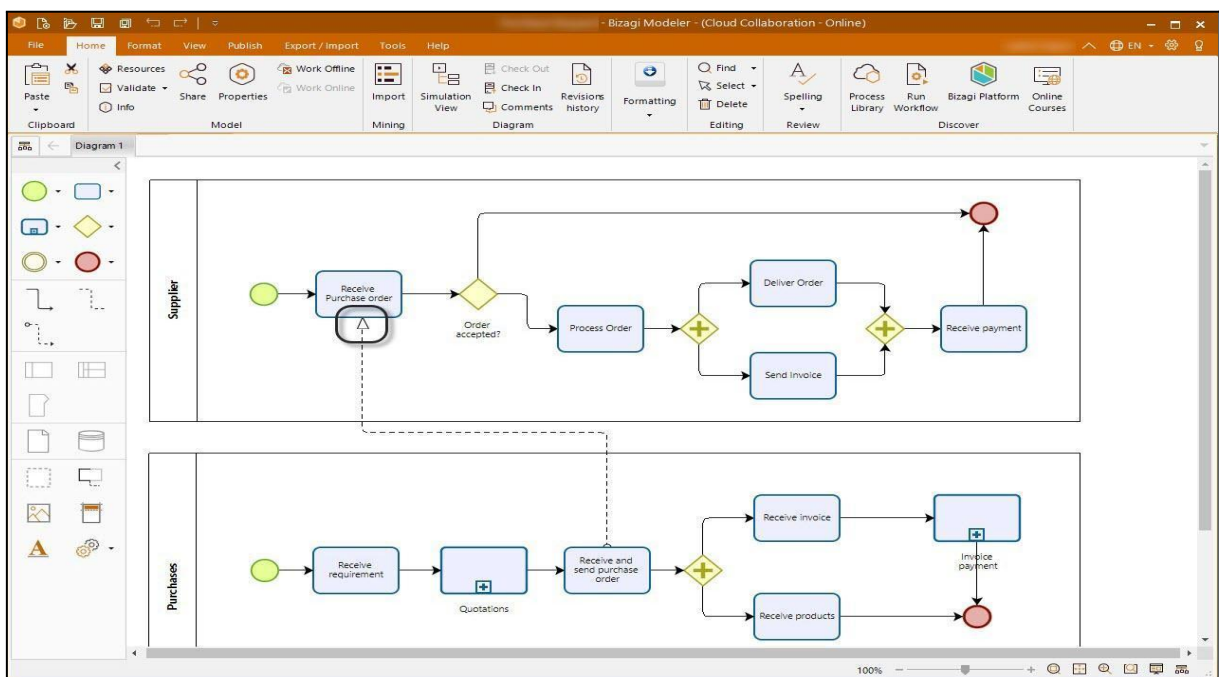 - Bizagi Modeler - (Cloud Collaboration - Online)
File Home Format View Publish Export / Import Tools Help
EN
Paste
Resources
Validate
Info
Share
Properties
Work Offline
Work Online
Import
Simulation
View
Check Out
Check In
Comments
Revisions
history
Formatting
Find
Select
Delete
Spelling
Process
Library
Run
Workflow
Bizagi Platform
Online
Courses
Clipboard Model Mining Diagram Editing Review Discover
Diagram 1
Supplier
Receive
Purchase order
Order
accepted?
Process Order
Deliver Order
Send Invoice
Receive payment
Purchases
Receive
requirement
Quotations
Receive and
send purchase
order
Receive invoice
Receive products
Invoice
payment
A
100%